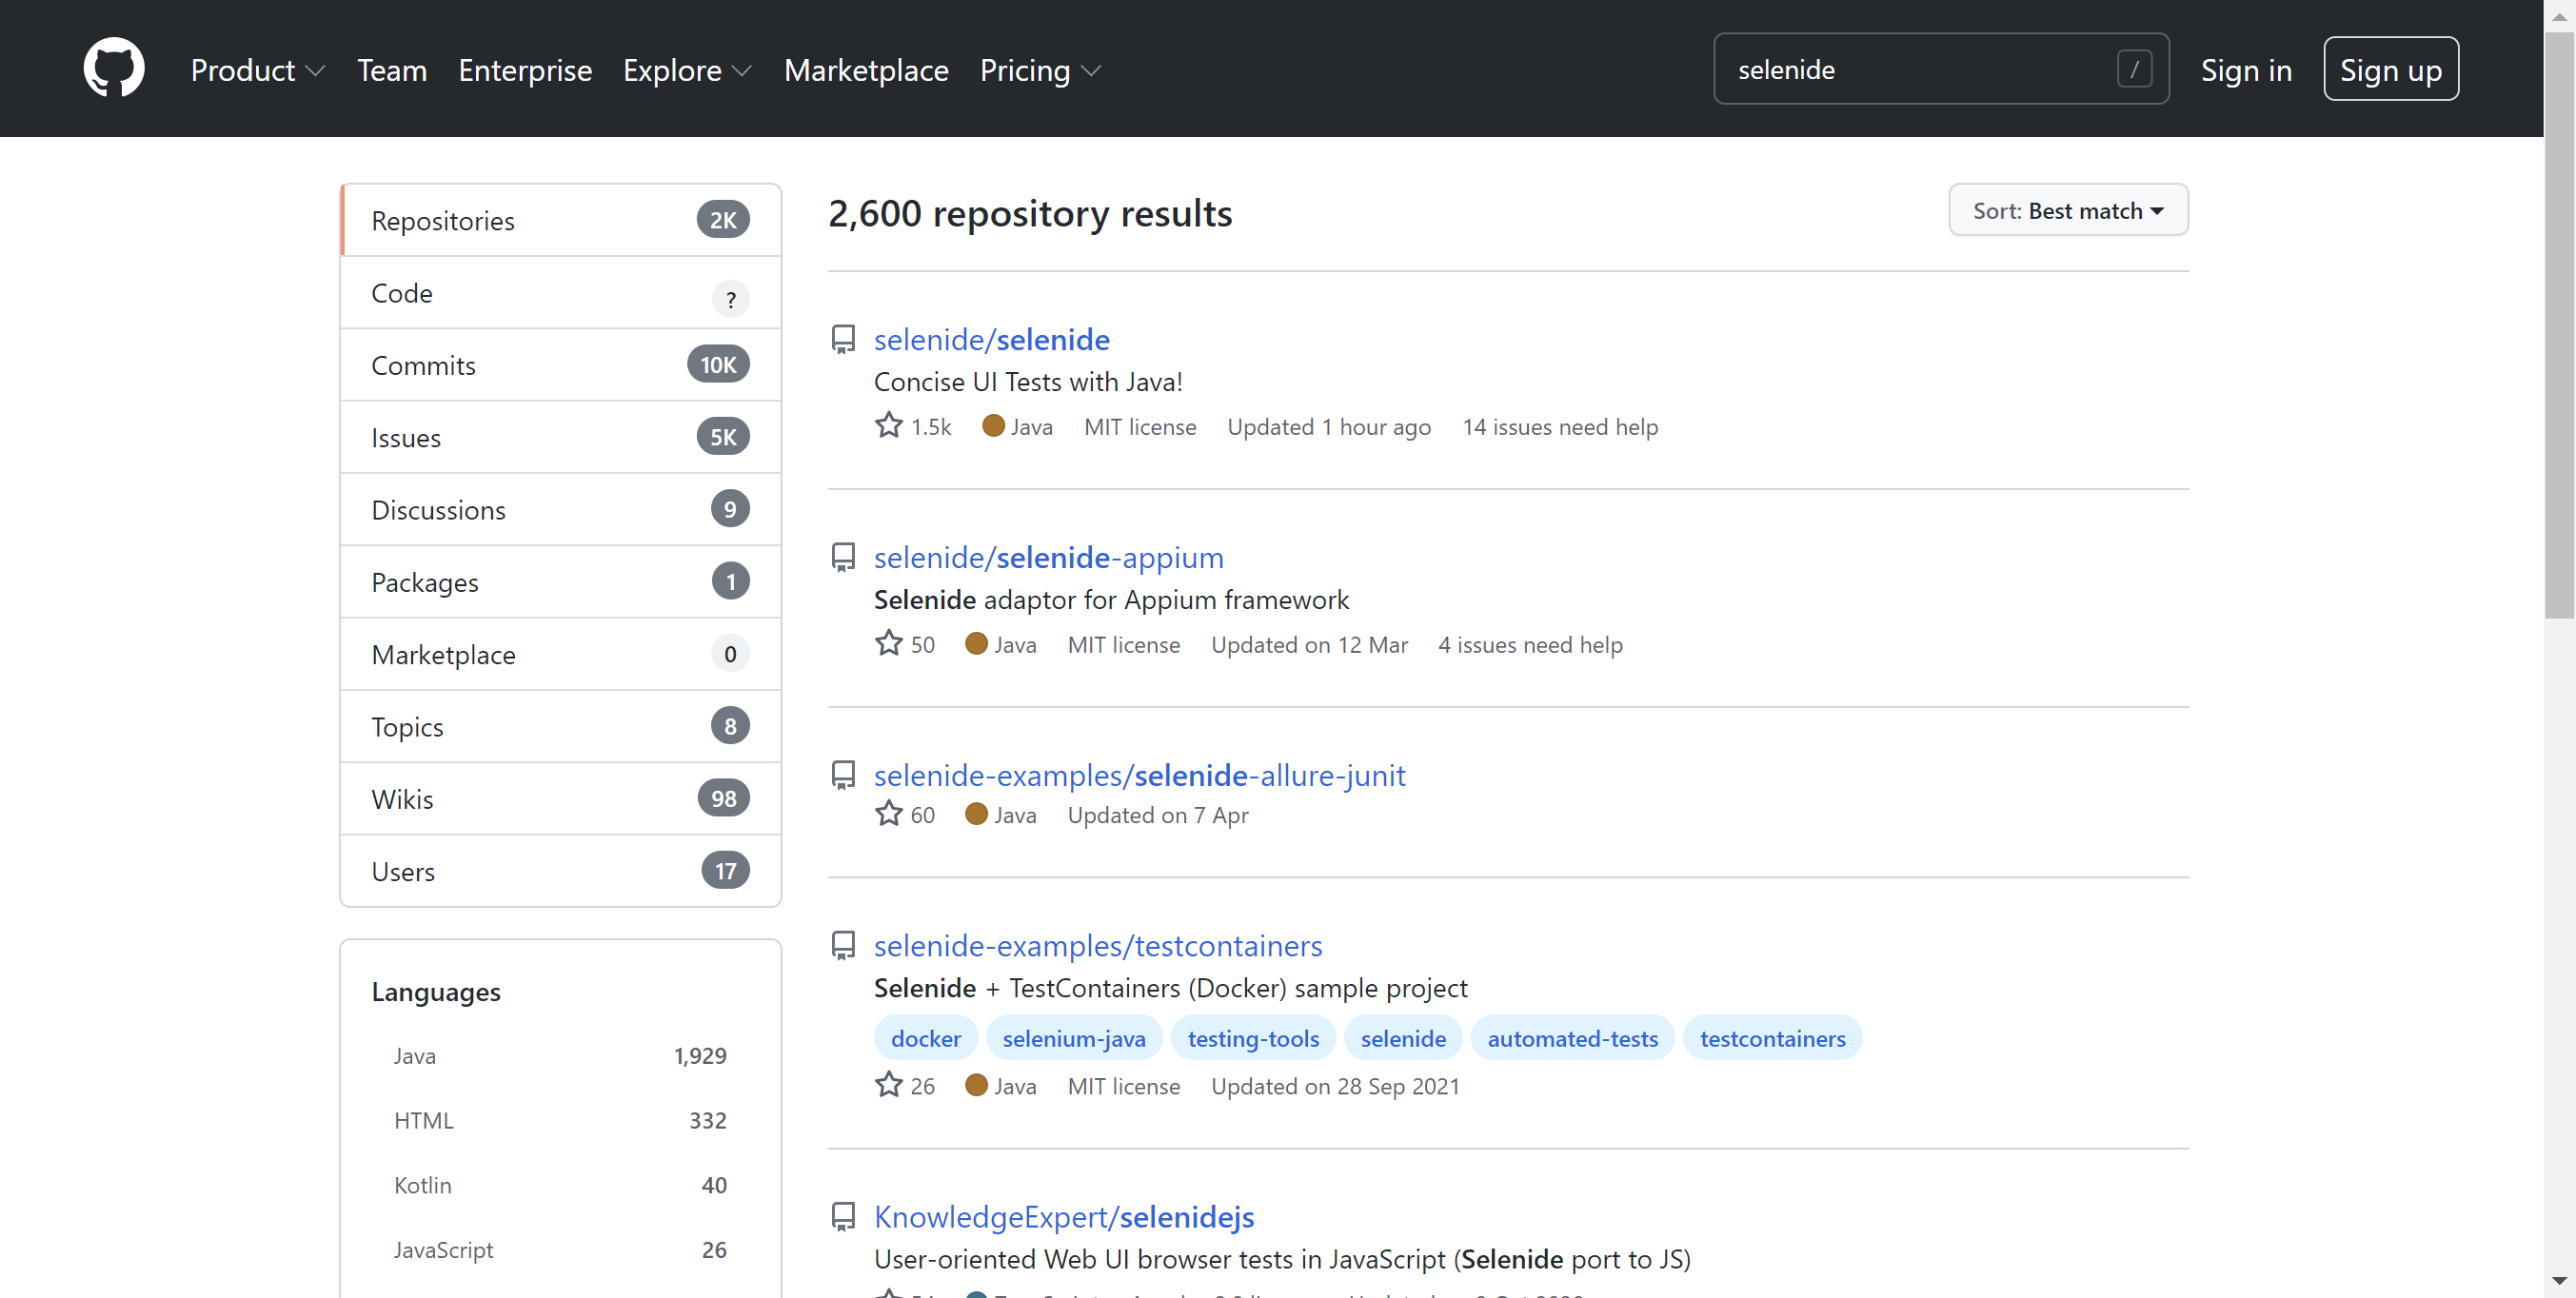 Product Team Enterprise Explore Marketplace Pricing selenide / Sign in Sign up
Repositories 2K
Code ?
Commits 10K
Issues 5K
Discussions 9
Packages 1
Marketplace 0
Topics 8
Wikis 98
Users 17
Languages
Java 1,929
HTML 332
Kotlin 40
JavaScript 26
2,600 repository results
Sort: Best match
selenide/selenide
Concise UI Tests with Java!
1.5k Java MIT license Updated 1 hour ago 14 issues need help
selenide/selenide-appium
Selenide adaptor for Appium framework
50 Java MIT license Updated on 12 Mar 4 issues need help
selenide-examples/selenide-allure-junit
60 Java Updated on 7 Apr
selenide-examples/testcontainers
Selenide + TestContainers (Docker) sample project
docker selenium-java testing-tools selenide automated-tests testcontainers
26 Java MIT license Updated on 28 Sep 2021
KnowledgeExpert/selenidejs
User-oriented Web UI browser tests in JavaScript (Selenide port to JS)